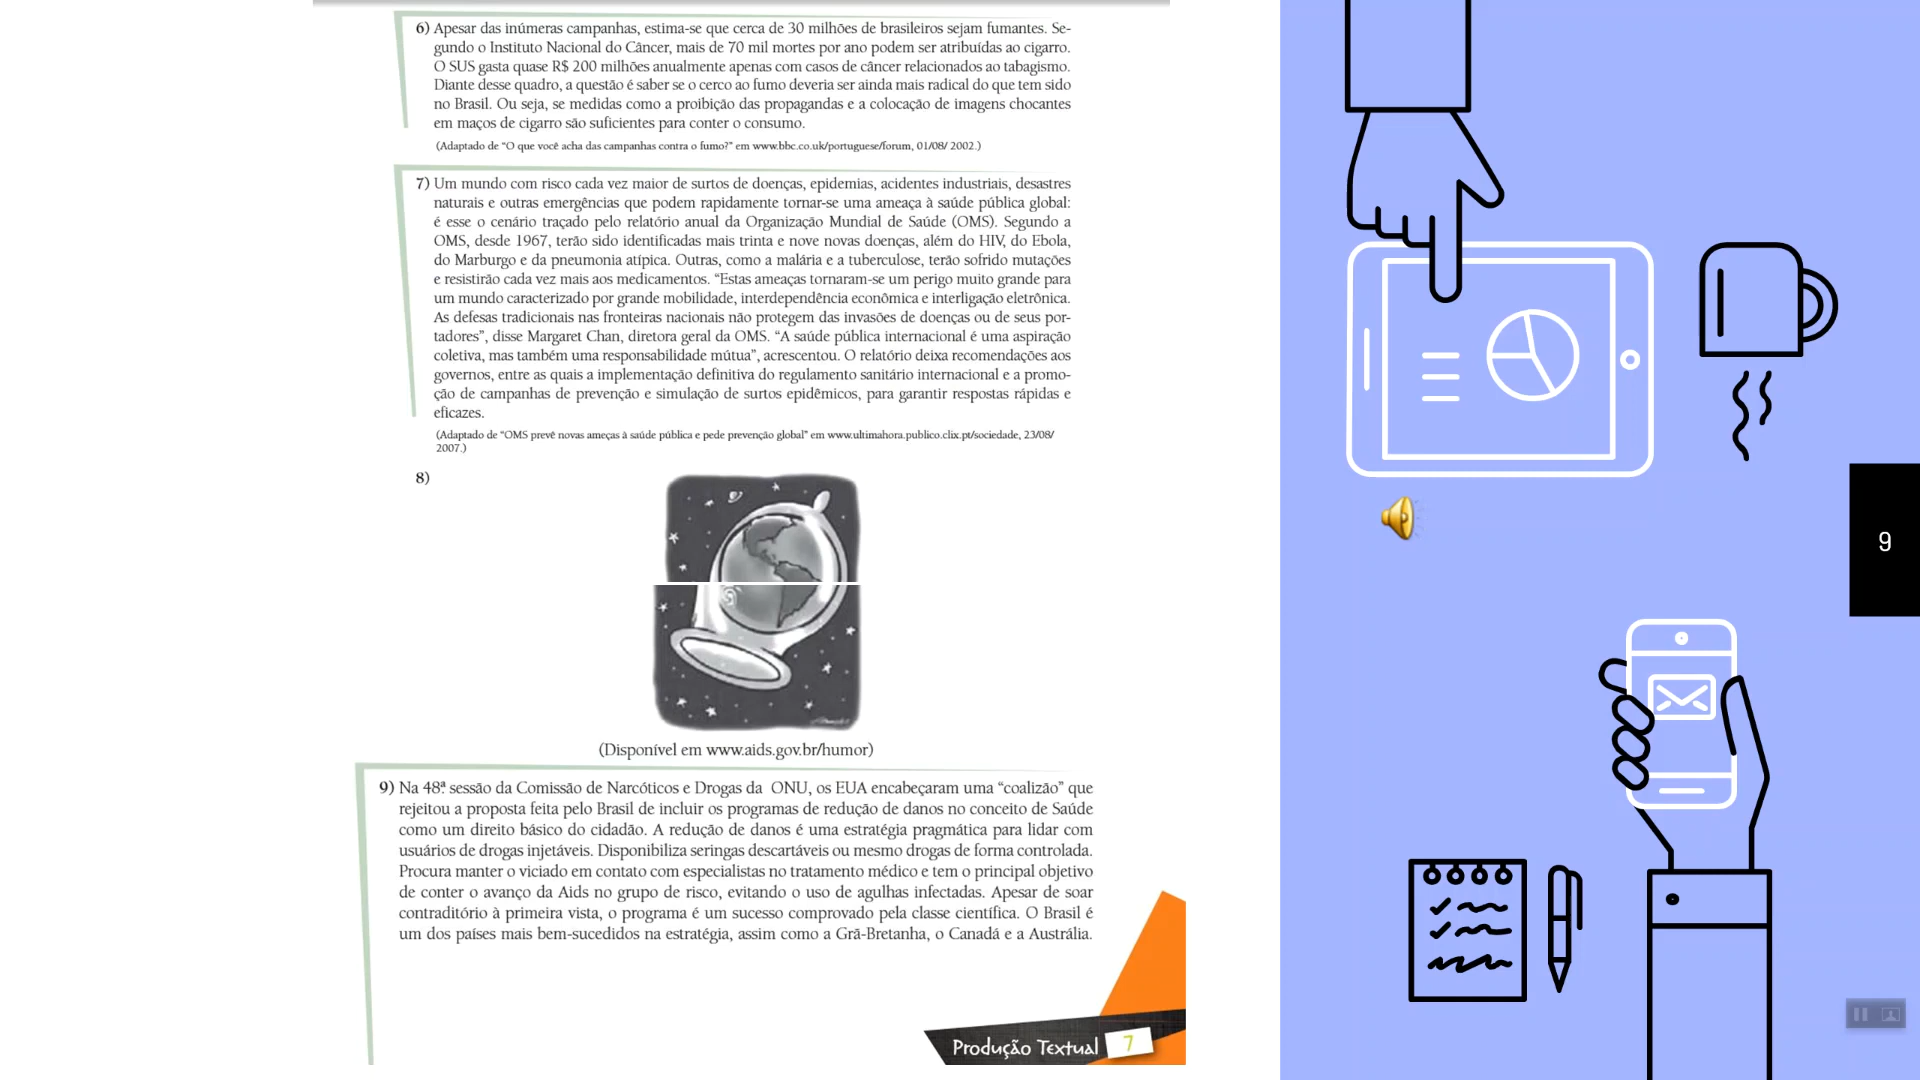 6) Apesar das inúmeras campanhas, estima-se que cerca de 30 milhões de brasileiros sejam fumantes. Se-
gundo o Instituto Nacional do Câncer, mais de 70 mil mortes por ano podem ser atribuídas ao cigarro.
O SUS gasta quase R$ 200 milhões anualmente apenas com casos de câncer relacionados ao tabagismo.
Diante desse quadro, a questão é saber se o cerco ao fumo deveria ser ainda mais radical do que tem sido
no Brasil. Ou seja, se medidas como a proibição das propagandas e a colocação de imagens chocantes
em maços de cigarro são suficientes para conter o consumo.
(Adaptado de “O que você acha das campanhas contra o fumo?” em www.bbc.co.uk/portuguese/forum, 01/08/ 2002.)
7) Um mundo com risco cada vez maior de surtos de doenças, epidemias, acidentes industriais, desastres
naturais e outras emergências que podem rapidamente tornar-se uma ameaça à saúde pública global:
é esse o cenário traçado pelo relatório anual da Organização Mundial de Saúde (OMS). Segundo a
OMS, desde 1967, terão sido identificadas mais trinta e nove novas doenças, além do HIV, do Ebola,
do Marburgo e da pneumonia atípica. Outras, como a malária e a tuberculose, terão sofrido mutações
e resistirão cada vez mais aos medicamentos. “Estas ameaças tornaram-se um perigo muito grande para
um mundo caracterizado por grande mobilidade, interdependência econômica e interligação eletrônica.
As defesas tradicionais nas fronteiras nacionais não protegem das invasões de doenças ou de seus por-
tadores”, disse Margaret Chan, diretora geral da OMS. “A saúde pública internacional é uma aspiração
coletiva, mas também uma responsabilidade mútua”, acrescentou. O relatório deixa recomendações aos
governos, entre as quais a implementação definitiva do regulamento sanitário internacional e a promo-
ção de campanhas de prevenção e simulação de surtos epidêmicos, para garantir respostas rápidas e
eficazes.
(Adaptado de “OMS prevê novas ameças à saúde pública e pede prevenção global” em www.ultimahora.publico.clix.pt/sociedade, 23/08/
2007.)
8)
(Disponível em www.aids.gov.br/humor)
9) Na 48ª sessão da Comissão de Narcóticos e Drogas da ONU, os EUA encabeçaram uma “coalizão” que
rejeitou a proposta feita pelo Brasil de incluir os programas de redução de danos no conceito de Saúde
como um direito básico do cidadão. A redução de danos é uma estratégia pragmática para lidar com
usuários de drogas injetáveis. Disponibiliza seringas descartáveis ou mesmo drogas de forma controlada.
Procura manter o viciado em contato com especialistas no tratamento médico e tem o principal objetivo
de conter o avanço da Aids no grupo de risco, evitando o uso de agulhas infectadas. Apesar de soar
contraditório à primeira vista, o programa é um sucesso comprovado pela classe científica. O Brasil é
um dos países mais bem-sucedidos na estratégia, assim como a Grã-Bretanha, o Canadá e a Austrália.
Produção Textual 7
9